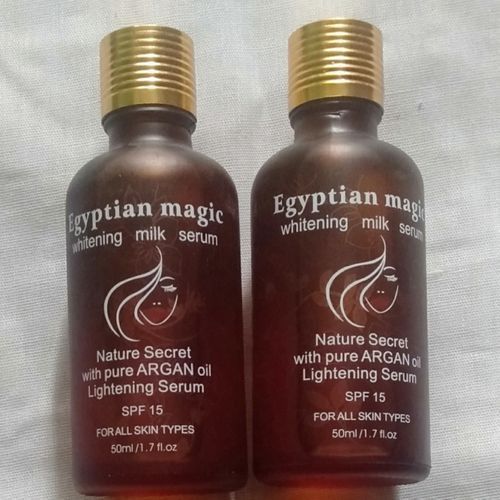 Egyptian magic
whitening milk serum
Nature Secret
with pure ARGAN oil
Lightening Serum
SPF 15
FOR ALL SKIN TYPES
50ml /1.7 fl.oz
Egyptian magic
whitening milk serum
Nature Secret
with pure ARGAN oil
Lightening Serum
SPF 15
FOR ALL SKIN TYPES
50ml /1.7 fl.oz